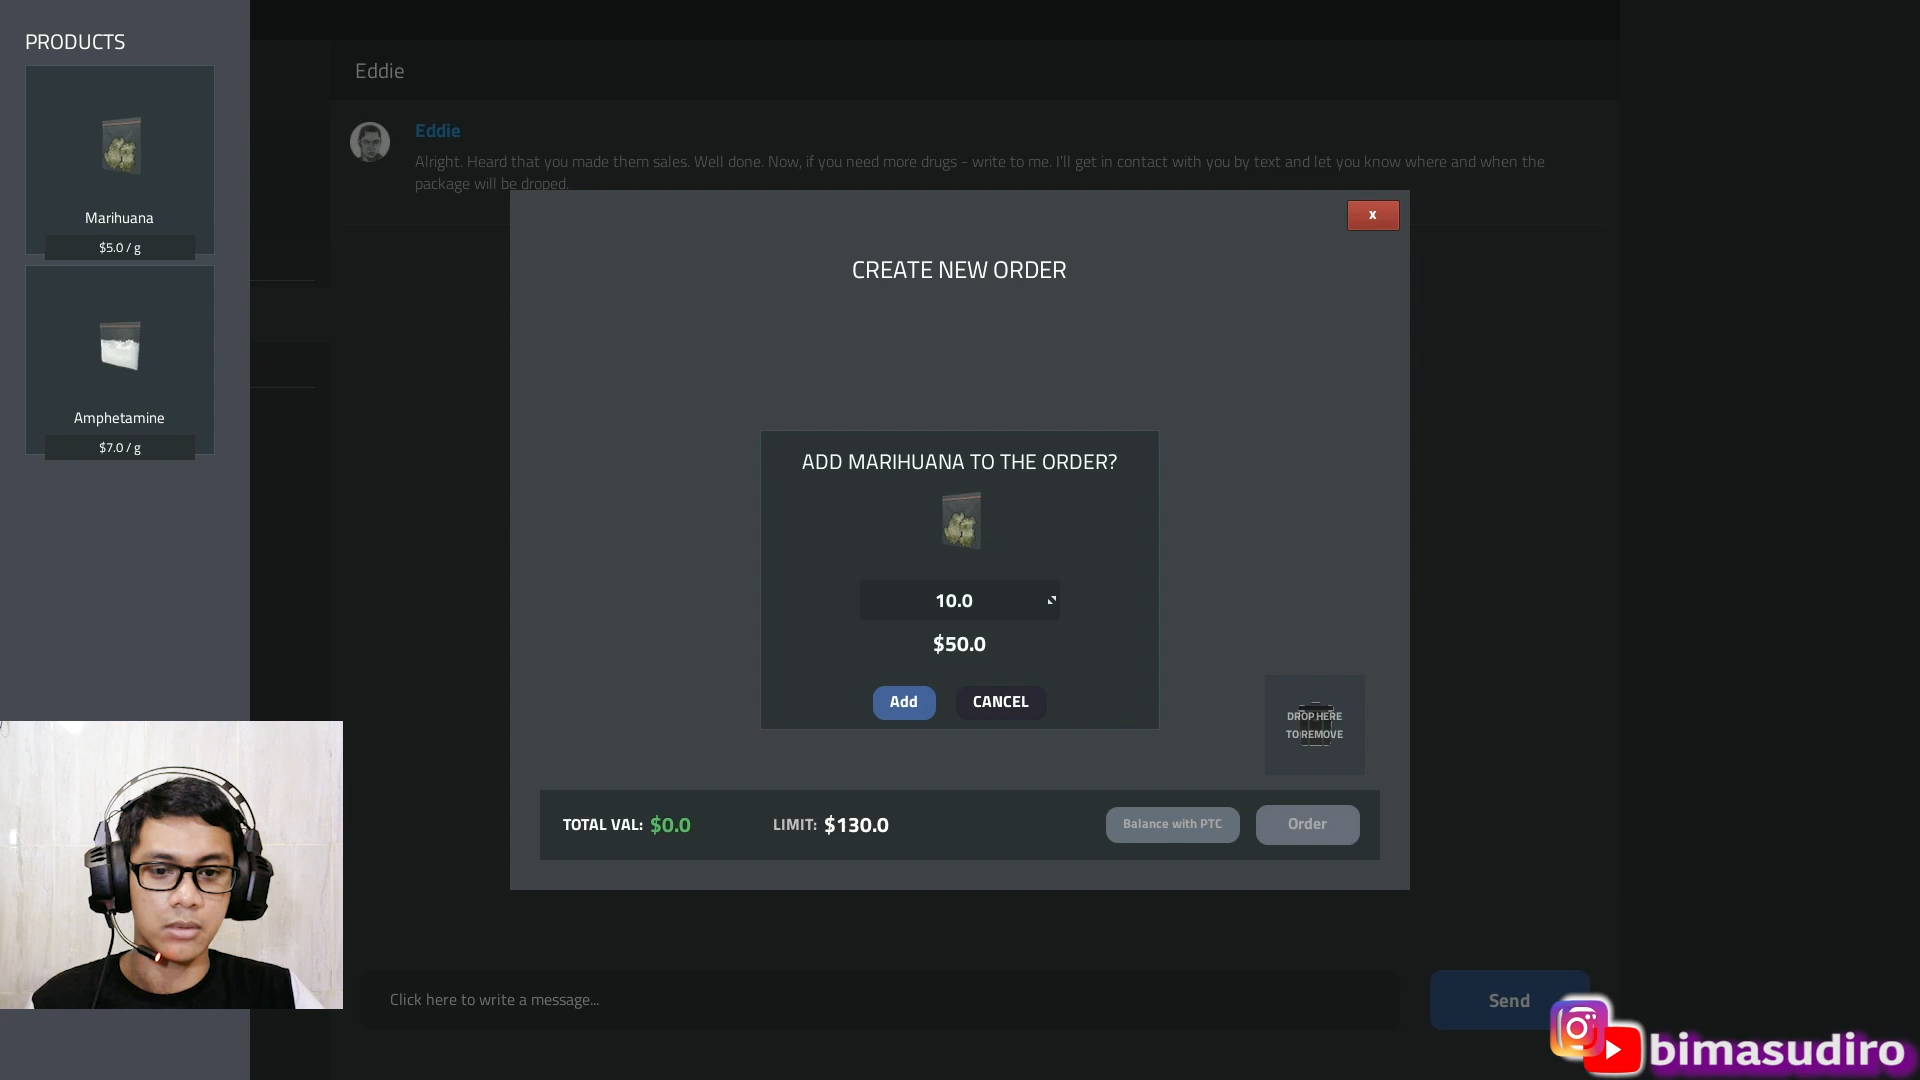 PRODUCTS
Marihuana
$5.0 / g
Amphetamine
$7.0 / g
Eddie
Eddie
Alright. Heard that you made them sales. Well done. Now, if you need more drugs - write to me. I'll get in contact with you by text and let you know where and when the
package will be droped.
X
CREATE NEW ORDER
ADD MARIHUANA TO THE ORDER?
10.0
$50.0
Add
CANCEL
DROP HERE
TO REMOVE
TOTAL VAL: $0.0
LIMIT: $130.0
Balance with PTC
Order
Click here to write a message...
Send
bimasudiro